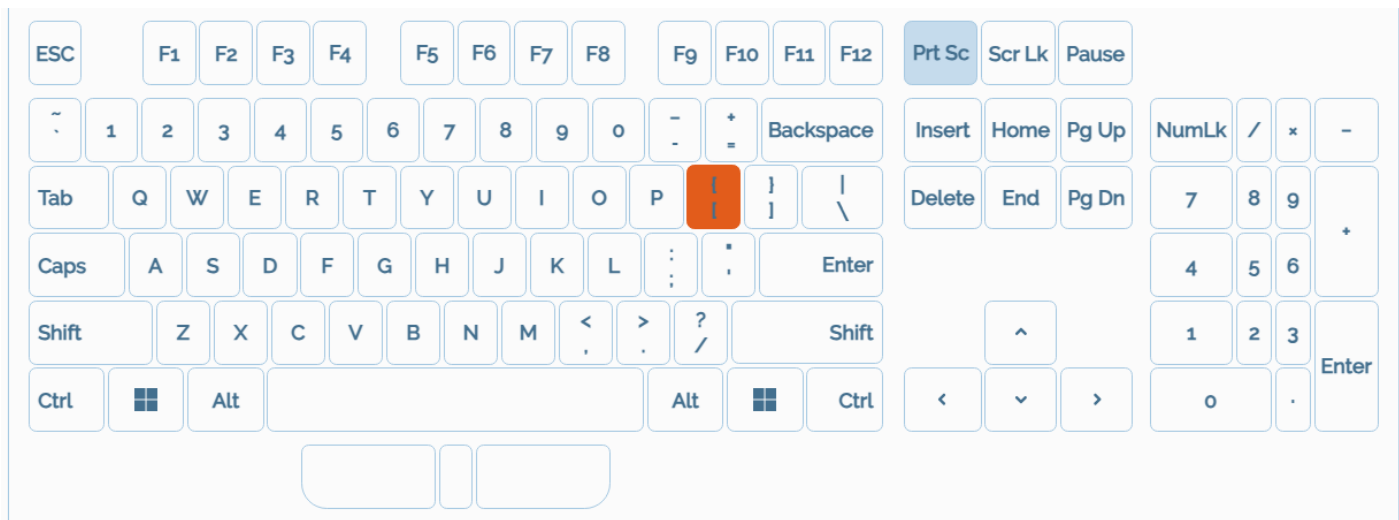 ESC F1 F2 F3 F4 F5 F6 F7 F8 F9 F10 F11 F12 Prt Sc Scr Lk Pause
~ – +
` 1 2 3 4 5 6 7 8 9 0 - = Backspace Insert Home Pg Up NumLk / × –
{ } |
Tab Q W E R T Y U I O P [ ] \ Delete End Pg Dn 7 8 9
+
: "
Caps A S D F G H J K L ; ' Enter 4 5 6
< > ?
Shift Z X C V B N M , . / Shift ^ 1 2 3
Enter
Ctrl Alt Alt Ctrl < ⌄ > 0 .